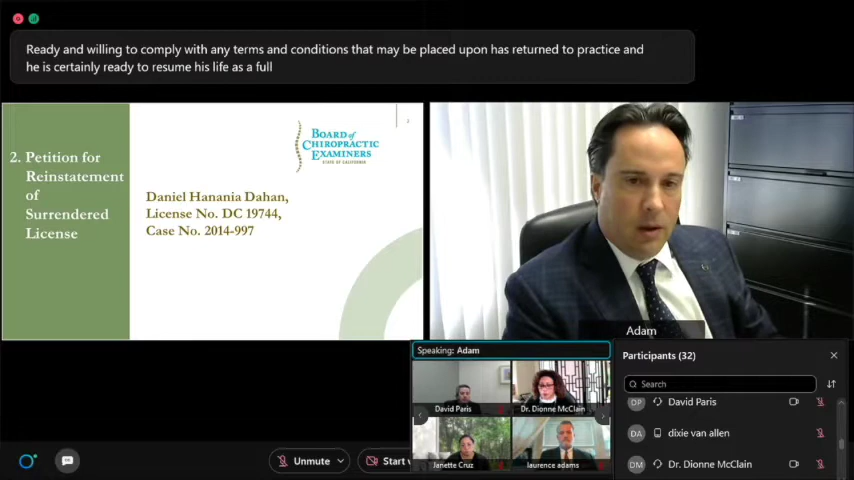 Ready and willing to comply with any terms and conditions that may be placed upon has returned to practice and
he is certainly ready to resume his life as a full
2. Petition for
Reinstatement
of
Surrendered
License
2
BOARD of
CHIROPRACTIC
EXAMINERS
STATE OF CALIFORNIA
Daniel Hanania Dahan,
License No. DC 19744,
Case No. 2014-997
Adam
Speaking: Adam
David Paris
Dr. Dionne McClain
Janette Cruz
laurence adams
Participants (32)
Search
DP David Paris
DA dixie van allen
DM Dr. Dionne McClain
Unmute
Start v